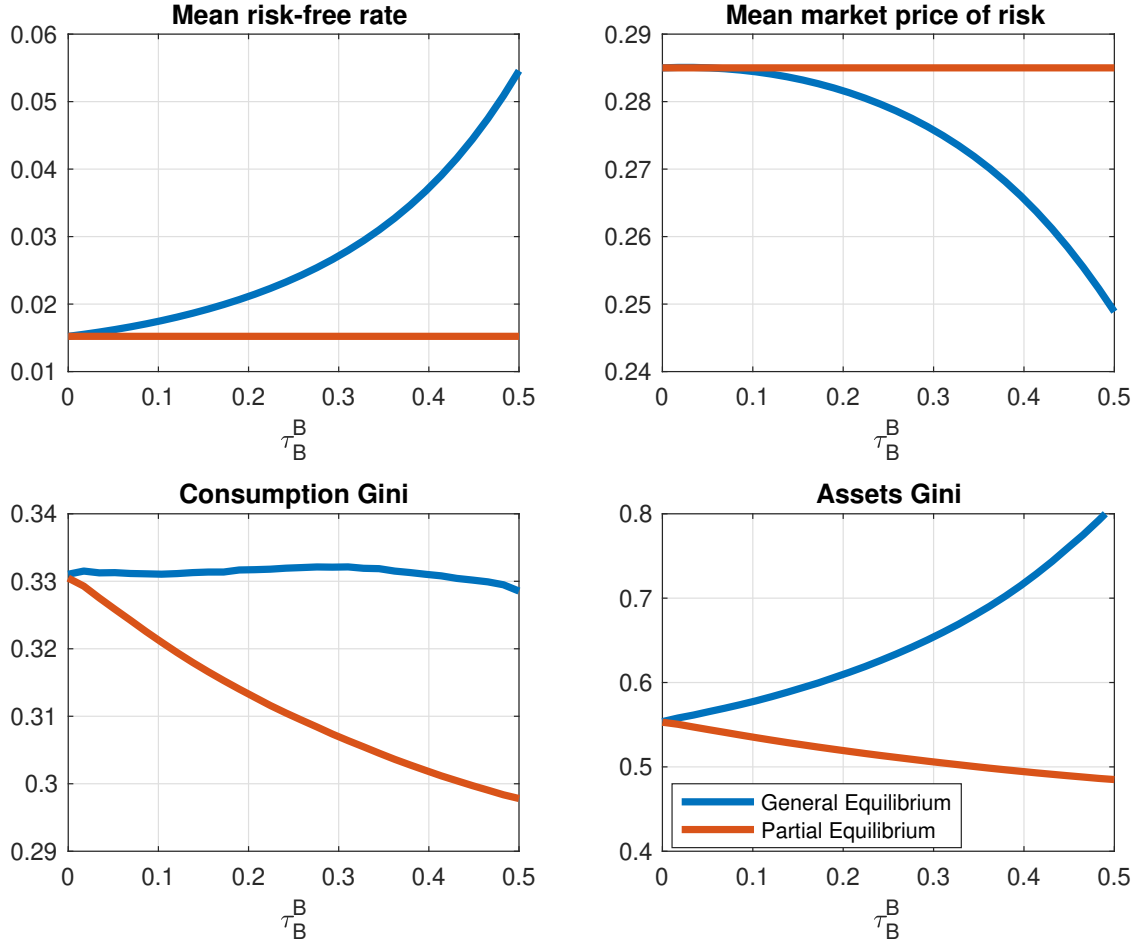 Mean risk-free rate
0.06
0.05
0.04
0.03
0.02
0.01
0 0.1 0.2 0.3 0.4 0.5
τ_B^B
Mean market price of risk
0.29
0.28
0.27
0.26
0.25
0.24
0 0.1 0.2 0.3 0.4 0.5
τ_B^B
Consumption Gini
0.34
0.33
0.32
0.31
0.3
0.29
0 0.1 0.2 0.3 0.4 0.5
τ_B^B
Assets Gini
0.8
0.7
0.6
0.5
0.4
General Equilibrium
Partial Equilibrium
0 0.1 0.2 0.3 0.4 0.5
τ_B^B